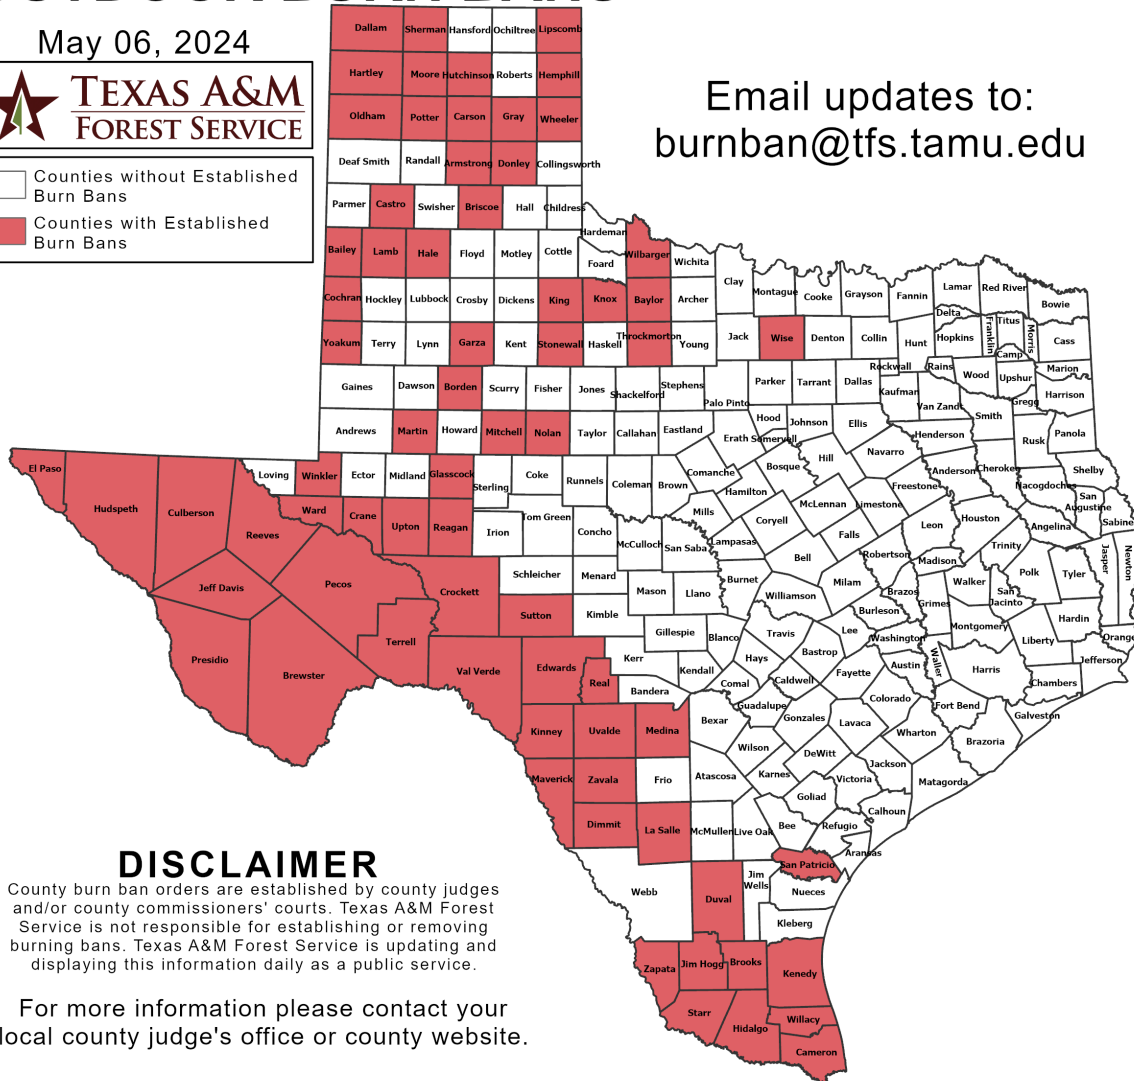 OUTDOOR BURN BANS
May 06, 2024
TEXAS A&M
FOREST SERVICE
Counties without Established
Burn Bans
Counties with Established
Burn Bans
Email updates to:
burnban@tfs.tamu.edu
Dallam Sherman Hansford Ochiltree Lipscomb
Hartley Moore Hutchinson Roberts Hemphill
Oldham Potter Carson Gray Wheeler
Deaf Smith Randall Armstrong Donley Collingsworth
Parmer Castro Swisher Briscoe Hall Childress
Hardeman
Bailey Lamb Hale Floyd Motley Cottle Foard Wilbarger Wichita
Clay Montague Cooke Grayson Fannin Lamar Red River Bowie
Cochran Hockley Lubbock Crosby Dickens King Knox Baylor Archer
Delta Franklin Titus Morris Cass
Yoakum Terry Lynn Garza Kent Stonewall Haskell Throckmorton Young Jack Wise Denton Collin Hunt Hopkins
Camp Marion
Rockwall Rains Wood Upshur Harrison
Gaines Dawson Borden Scurry Fisher Jones Shackelford Stephens Palo Pinto Parker Tarrant Dallas Kaufman Van Zandt Gregg
Smith Rusk Panola
Andrews Martin Howard Mitchell Nolan Taylor Callahan Eastland Erath Somervell Hood Johnson Ellis Henderson
El Paso Hudspeth Culberson Reeves Loving Winkler Ector Midland Glasscock Sterling Coke Runnels Coleman Brown Comanche Hamilton Bosque Hill Navarro
Freestone Anderson Cherokee Nacogdoches Shelby
San
Augustine
Sabine
Ward Crane Upton Reagan Irion Tom Green Concho McCulloch San Saba Mills Lampasas Coryell McLennan Limestone
Falls Leon Houston Angelina
Trinity Jasper Newton
Jeff Davis Pecos Crockett Schleicher Menard Mason Llano Burnet Bell Milam Robertson Madison Walker
San
Jacinto
Polk Tyler
Presidio Brewster Terrell Val Verde Sutton Kimble Gillespie Blanco Williamson Burleson Brazos Grimes Montgomery Liberty Hardin Orange
Edwards Real Kerr Kendall Bandera Hays Travis Bastrop Lee Washington Austin Waller Harris Chambers Jefferson
Comal Caldwell Fayette Colorado Fort Bend Galveston
Kinney Uvalde Medina Bexar Guadalupe Gonzales Lavaca Wharton Brazoria
Wilson DeWitt Jackson Matagorda
Maverick Zavala Frio Atascosa Karnes Victoria
Goliad Calhoun
Dimmit La Salle McMullen Live Oak Bee Refugio
Aransas
San Patricio
Webb Duval
Jim
Wells
Nueces
Kleberg
Zapata Jim Hogg Brooks Kenedy
Starr Hidalgo Willacy
Cameron
DISCLAIMER
County burn ban orders are established by county judges
and/or county commissioners' courts. Texas A&M Forest
Service is not responsible for establishing or removing
burning bans. Texas A&M Forest Service is updating and
displaying this information daily as a public service.
For more information please contact your
local county judge's office or county website.